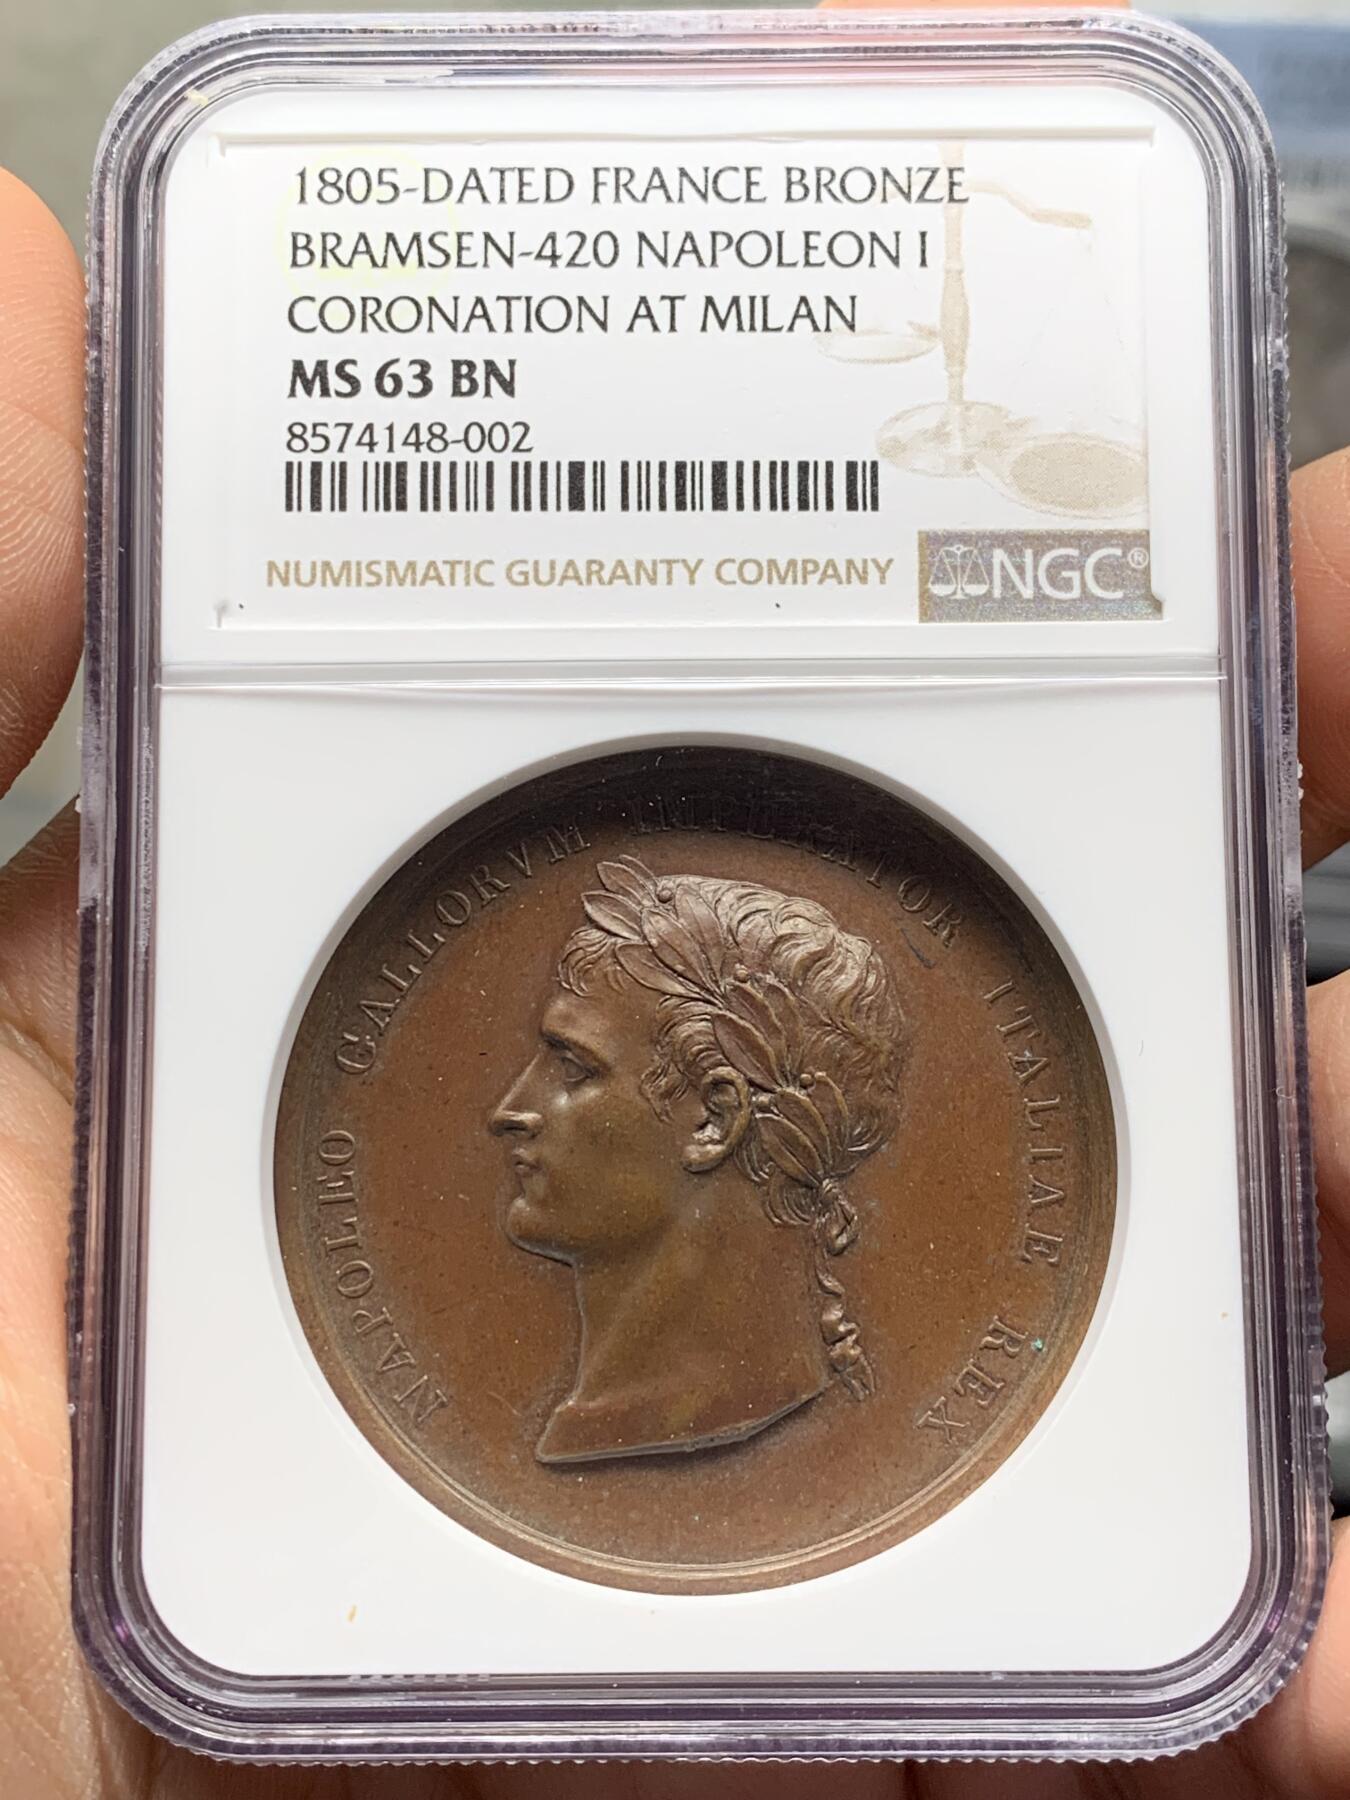 1805-DATED FRANCE BRONZE
BRAMSEN-420 NAPOLEON I
CORONATION AT MILAN
MS 63 BN
8574148-002
NUMISMATIC GUARANTY COMPANY
NGC®
NAPOLEO GALLORVM IMPERATOR ITALIAE REX